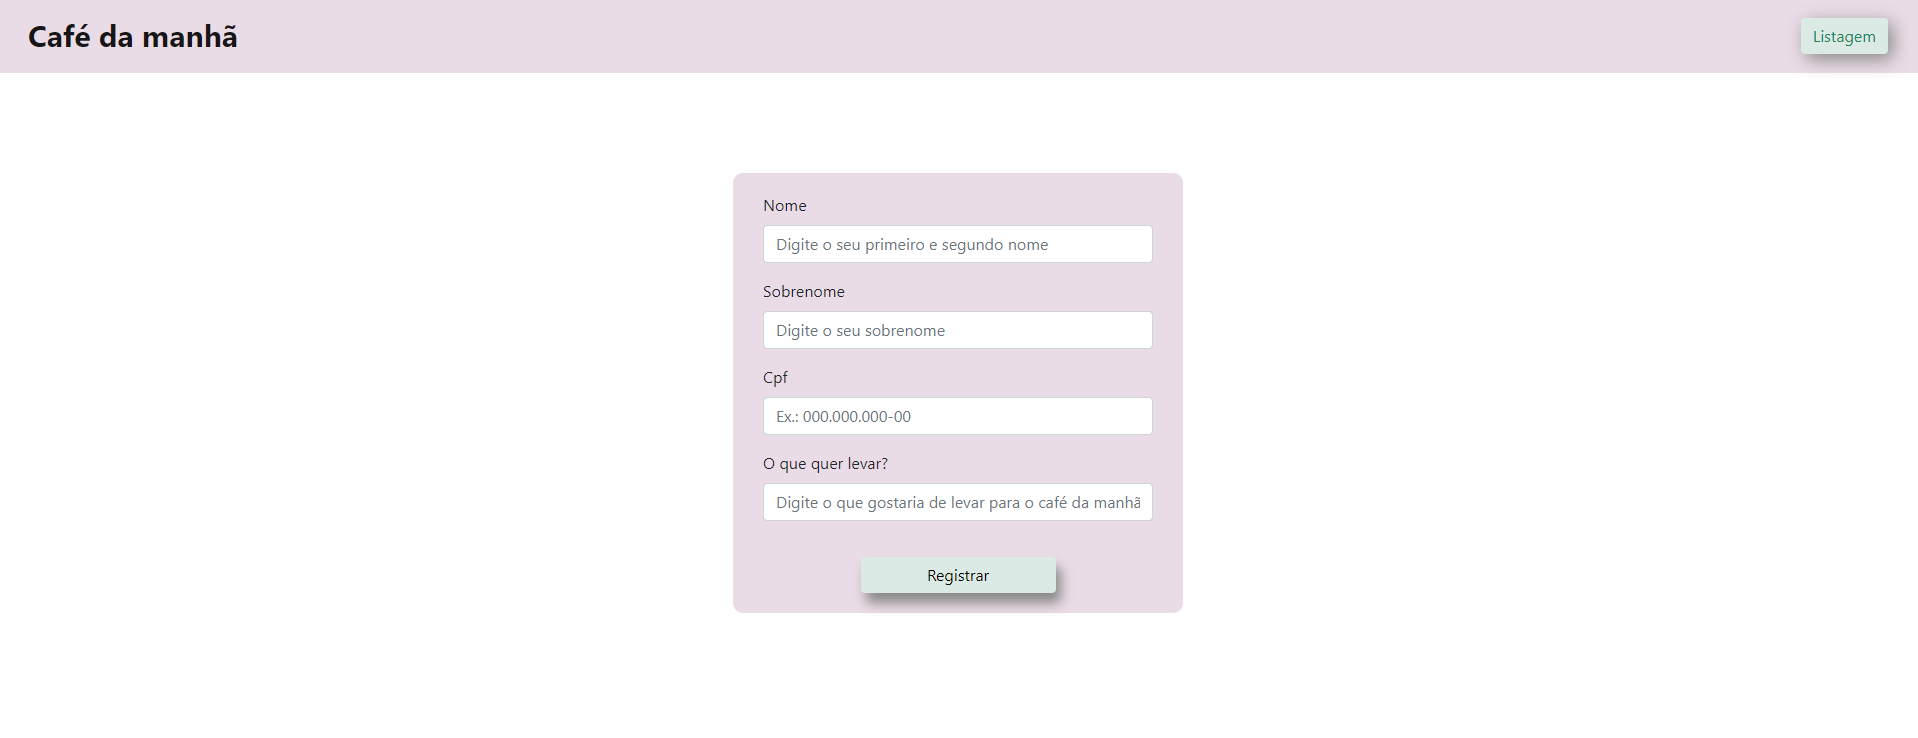 Café da manhã
Listagem
Nome
Digite o seu primeiro e segundo nome
Sobrenome
Digite o seu sobrenome
Cpf
Ex.: 000.000.000-00
O que quer levar?
Digite o que gostaria de levar para o café da manhã
Registrar